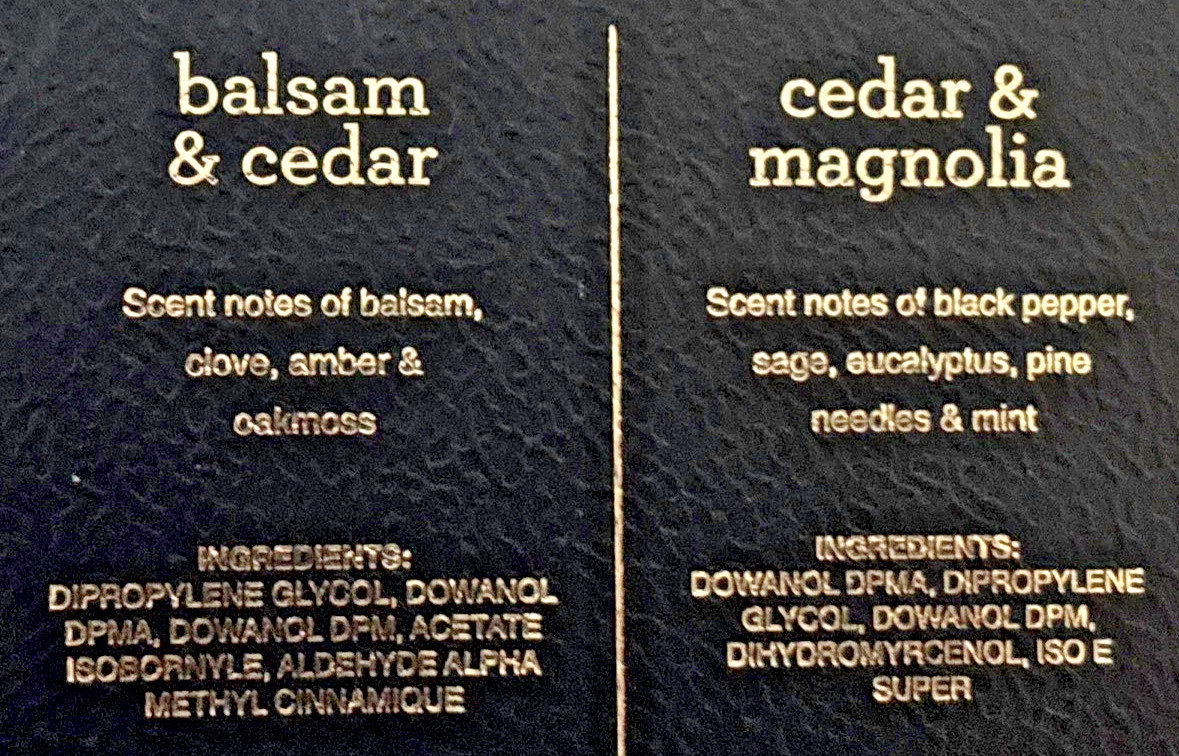 balsam
& cedar
Scent notes of balsam,
clove, amber &
oakmoss
INGREDIENTS:
DIPROPYLENE GLYCOL, DOWANOL
DPMA, DOWANOL DPM, ACETATE
ISOBORNYLE, ALDEHYDE ALPHA
METHYL CINNAMIQUE
cedar &
magnolia
Scent notes of black pepper,
sage, eucalyptus, pine
needles & mint
INGREDIENTS:
DOWANOL DPMA, DIPROPYLENE
GLYCOL, DOWANOL DPM,
DIHYDROMYRCENOL, ISO E
SUPER